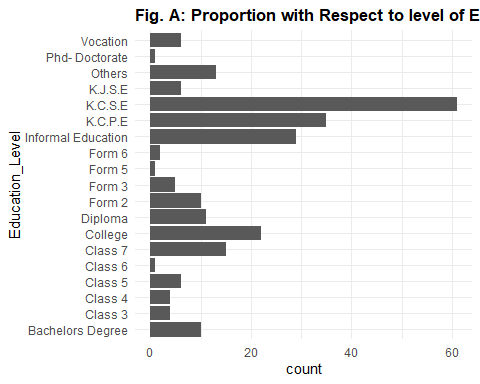 Fig. A: Proportion with Respect to level of E
Education_Level
Vocation
Phd- Doctorate
Others
K.J.S.E
K.C.S.E
K.C.P.E
Informal Education
Form 6
Form 5
Form 3
Form 2
Diploma
College
Class 7
Class 6
Class 5
Class 4
Class 3
Bachelors Degree
0 20 40 60
count